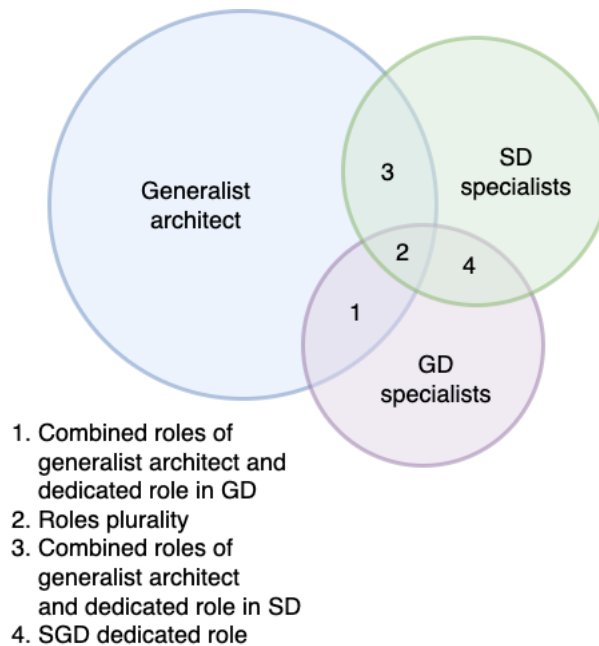 Generalist
architect
3
SD
specialists
2
4
1
GD
specialists
1. Combined roles of
generalist architect and
dedicated role in GD
2. Roles plurality
3. Combined roles of
generalist architect
and dedicated role in SD
4. SGD dedicated role